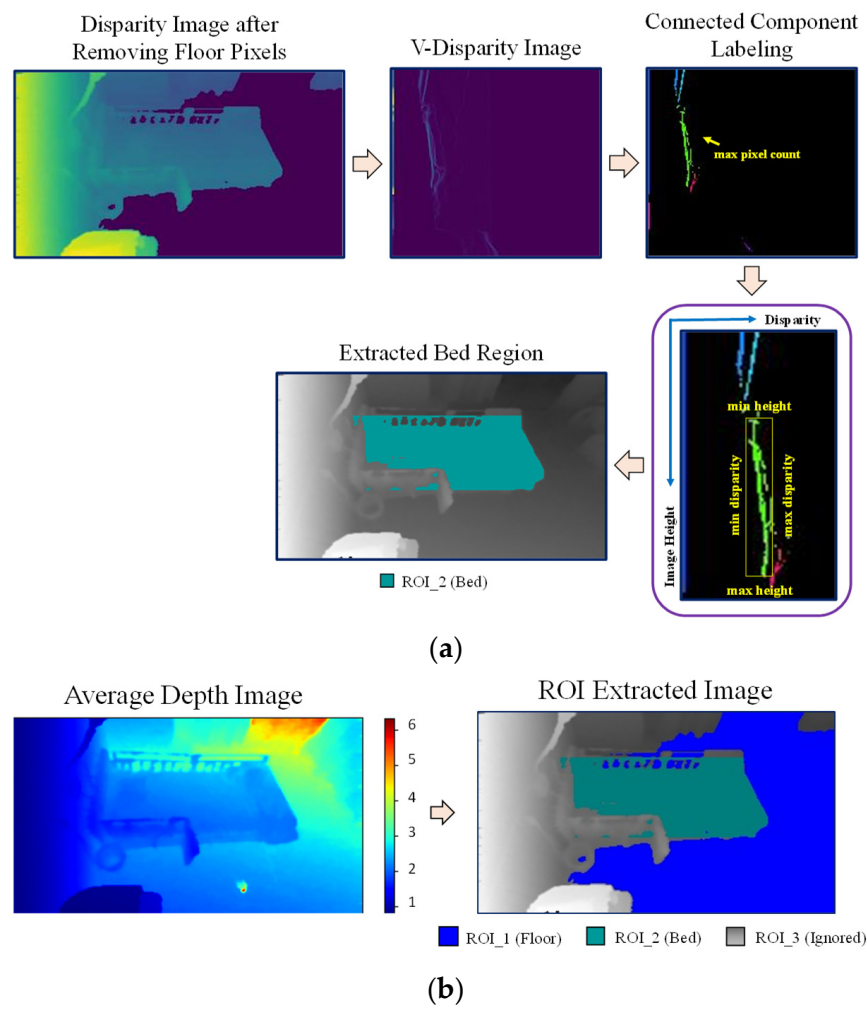 Disparity Image after
Removing Floor Pixels
V-Disparity Image
Connected Component
Labeling
max pixel count
Disparity
Image Height
min height
min disparity
max disparity
max height
Extracted Bed Region
ROI_2 (Bed)
(a)
Average Depth Image
ROI Extracted Image
6
5
4
3
2
1
ROI_1 (Floor)
ROI_2 (Bed)
ROI_3 (Ignored)
(b)